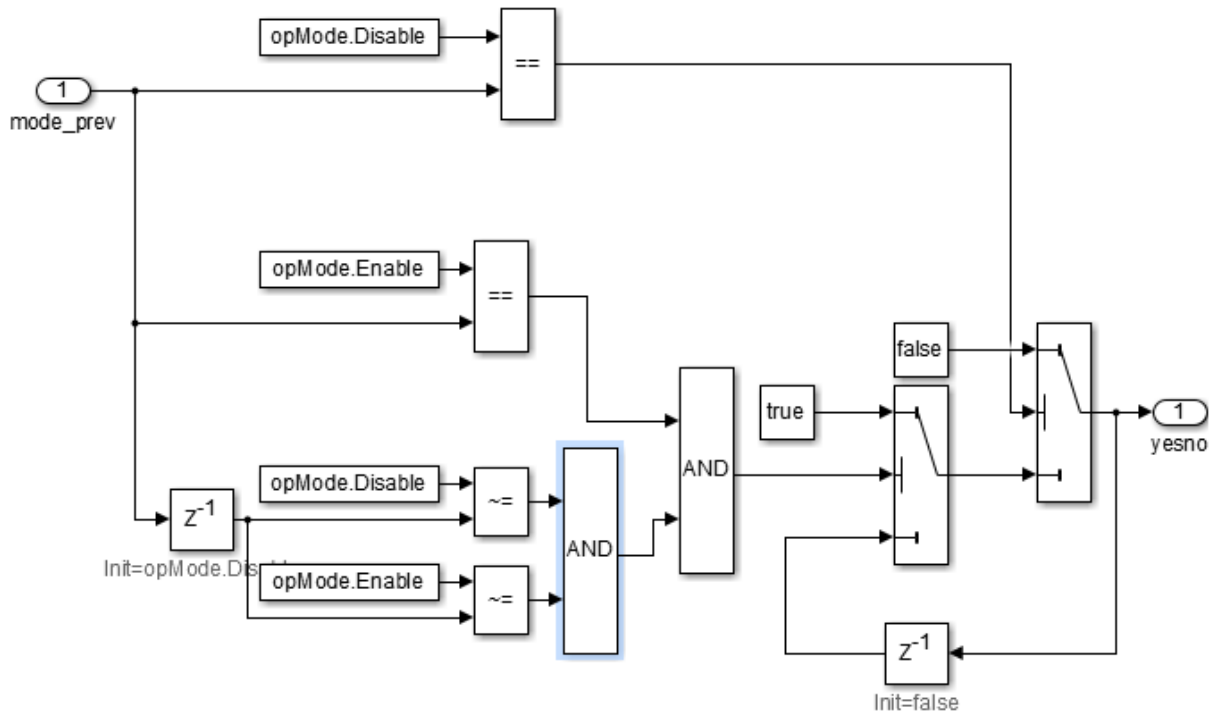 opMode.Disable
==
1
mode_prev
opMode.Enable
==
false
true
1
yesno
AND
opMode.Disable
~=
Z-1
AND
opMode.Enable
~=
Z-1
Init=false